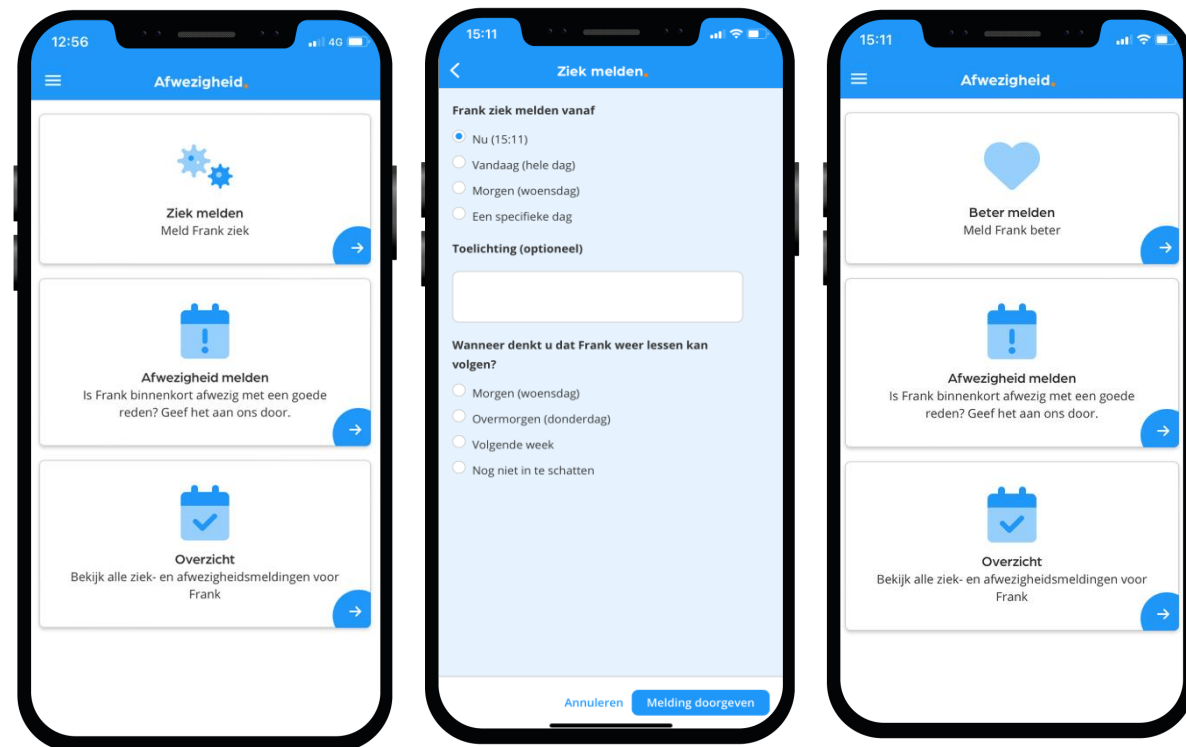 12:56
4G
Afwezigheid.
Ziek melden
Meld Frank ziek
Afwezigheid melden
Is Frank binnenkort afwezig met een goede
reden? Geef het aan ons door.
Overzicht
Bekijk alle ziek- en afwezigheidsmeldingen voor
Frank
15:11
Ziek melden.
Frank ziek melden vanaf
Nu (15:11)
Vandaag (hele dag)
Morgen (woensdag)
Een specifieke dag
Toelichting (optioneel)
Wanneer denkt u dat Frank weer lessen kan
volgen?
Morgen (woensdag)
Overmorgen (donderdag)
Volgende week
Nog niet in te schatten
Annuleren
Melding doorgeven
15:11
Afwezigheid.
Beter melden
Meld Frank beter
Afwezigheid melden
Is Frank binnenkort afwezig met een goede
reden? Geef het aan ons door.
Overzicht
Bekijk alle ziek- en afwezigheidsmeldingen voor
Frank